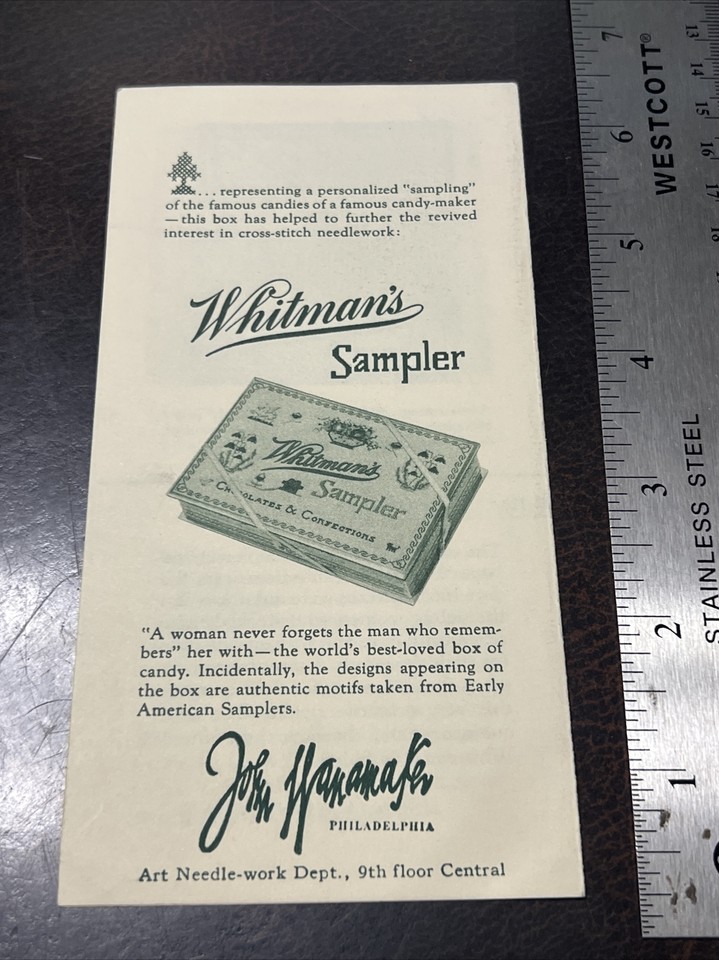 ... representing a personalized "sampling"
of the famous candies of a famous candy-maker
—this box has helped to further the revived
interest in cross-stitch needlework:
Whitman's
Sampler
Whitman's
Sampler
CHOCOLATES & CONFECTIONS
"A woman never forgets the man who remem-
bers" her with—the world's best-loved box of
candy. Incidentally, the designs appearing on
the box are authentic motifs taken from Early
American Samplers.
John Wanamaker
PHILADELPHIA
Art Needle-work Dept., 9th floor Central
WESTCOTT®
STAINLESS STEEL
7
6
5
4
3
2
1
13
14
15
16
17
18